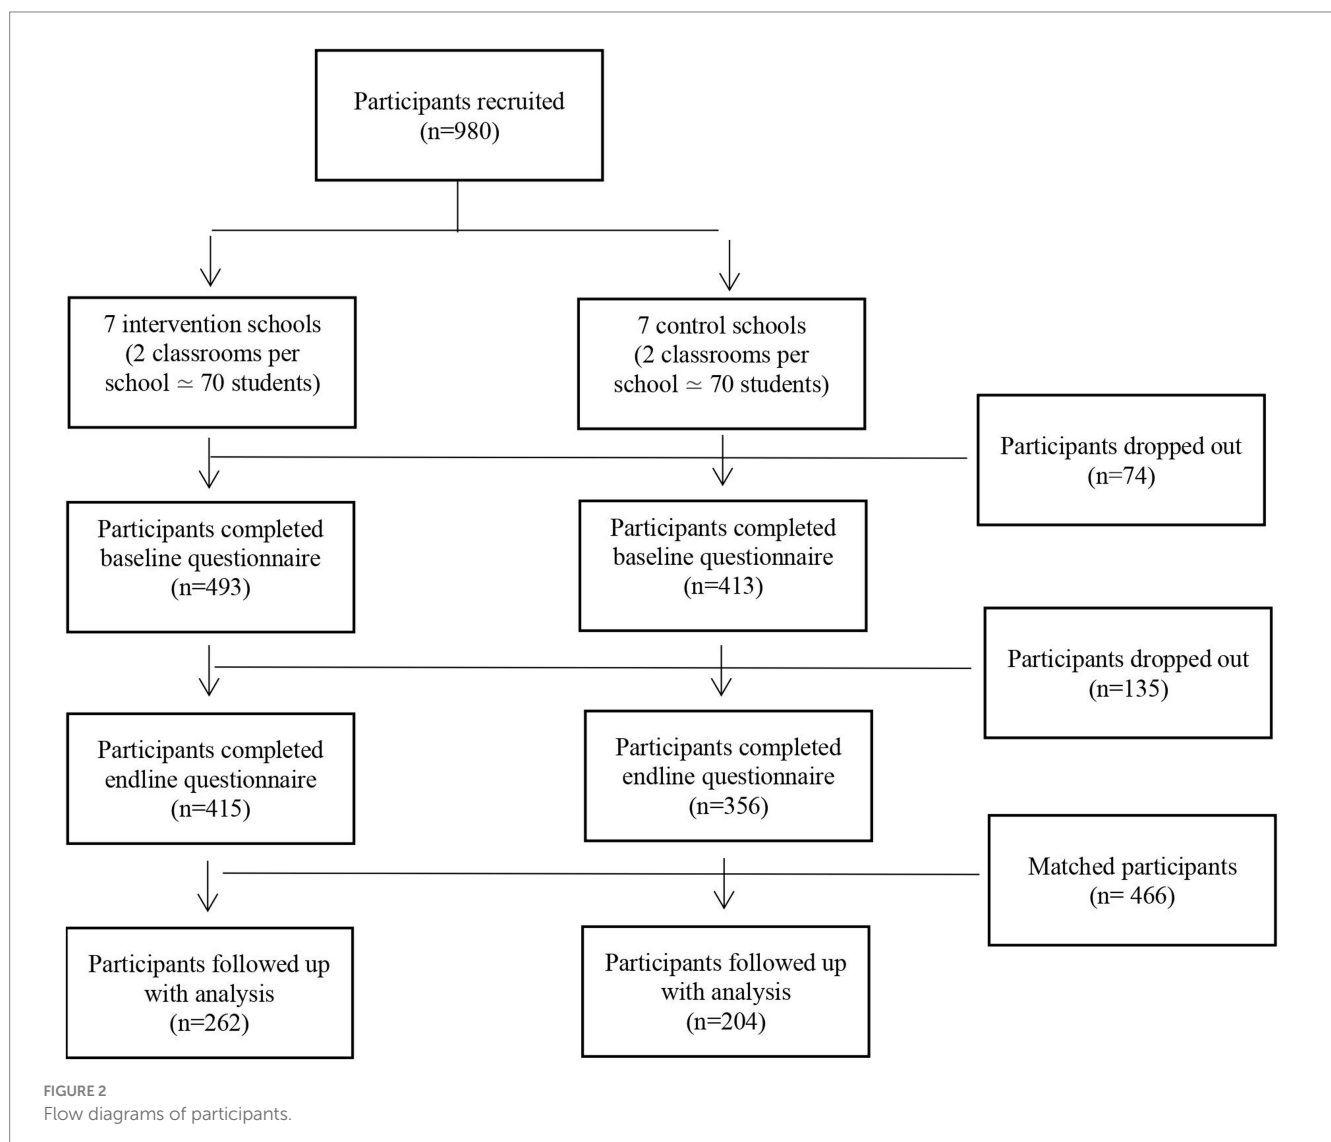 Participants recruited
(n=980)
7 intervention schools
(2 classrooms per
school ≃ 70 students)
7 control schools
(2 classrooms per
school ≃ 70 students)
Participants dropped out
(n=74)
Participants completed
baseline questionnaire
(n=493)
Participants completed
baseline questionnaire
(n=413)
Participants dropped out
(n=135)
Participants completed
endline questionnaire
(n=415)
Participants completed
endline questionnaire
(n=356)
Matched participants
(n= 466)
Participants followed up
with analysis
(n=262)
Participants followed up
with analysis
(n=204)
FIGURE 2
Flow diagrams of participants.